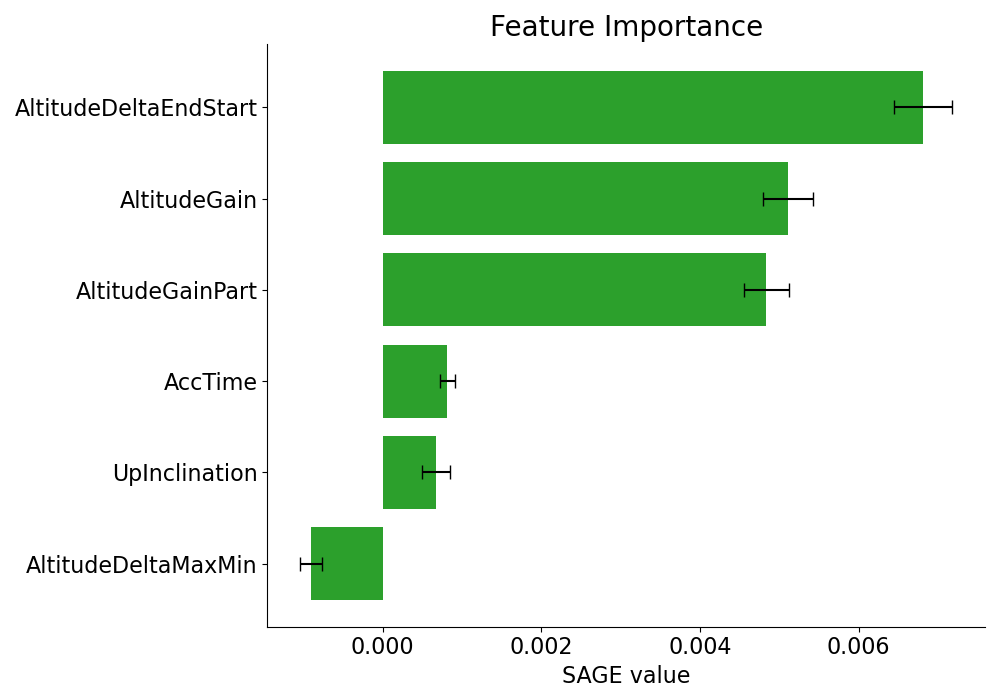 Feature Importance
AltitudeDeltaEndStart
AltitudeGain
AltitudeGainPart
AccTime
UpInclination
AltitudeDeltaMaxMin
0.000 0.002 0.004 0.006
SAGE value